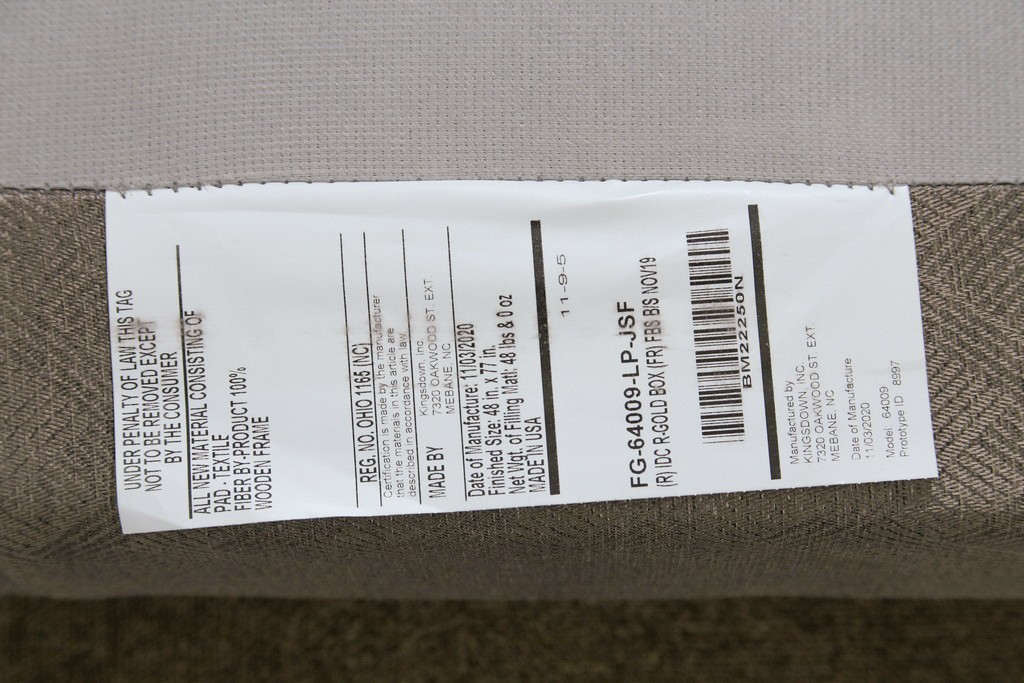 UNDER PENALTY OF LAW THIS TAG
NOT TO BE REMOVED EXCEPT
BY THE CONSUMER
ALL NEW MATERIAL CONSISTING OF
PAD - TEXTILE
FIBER BY-PRODUCT 100%
WOODEN FRAME
REG. NO. OHIO 1166 (NC)
Certification is made by the manufacturer
that the materials in this article are
described in accordance with law.
MADE BY Kingsdown, Inc.
7320 OAKWOOD ST. EXT.
MEBANE, NC
Date of Manufacture: 11/03/2020
Finished Size: 48 in. X 77 in.
Net Wgt. of Filling Matl: 48 lbs & 0 oz
MADE IN USA
11-9-5
FG-64009-LP-JSF
(R) IDC R-GOLD BOX (FR) FBS B/S NOV19
BM22250N
Manufactured by
KINGSDOWN, INC.
7320 OAKWOOD ST. EXT.
MEBANE, NC
Date of Manufacture
11/03/2020
Model: 64009
Prototype ID: 8997